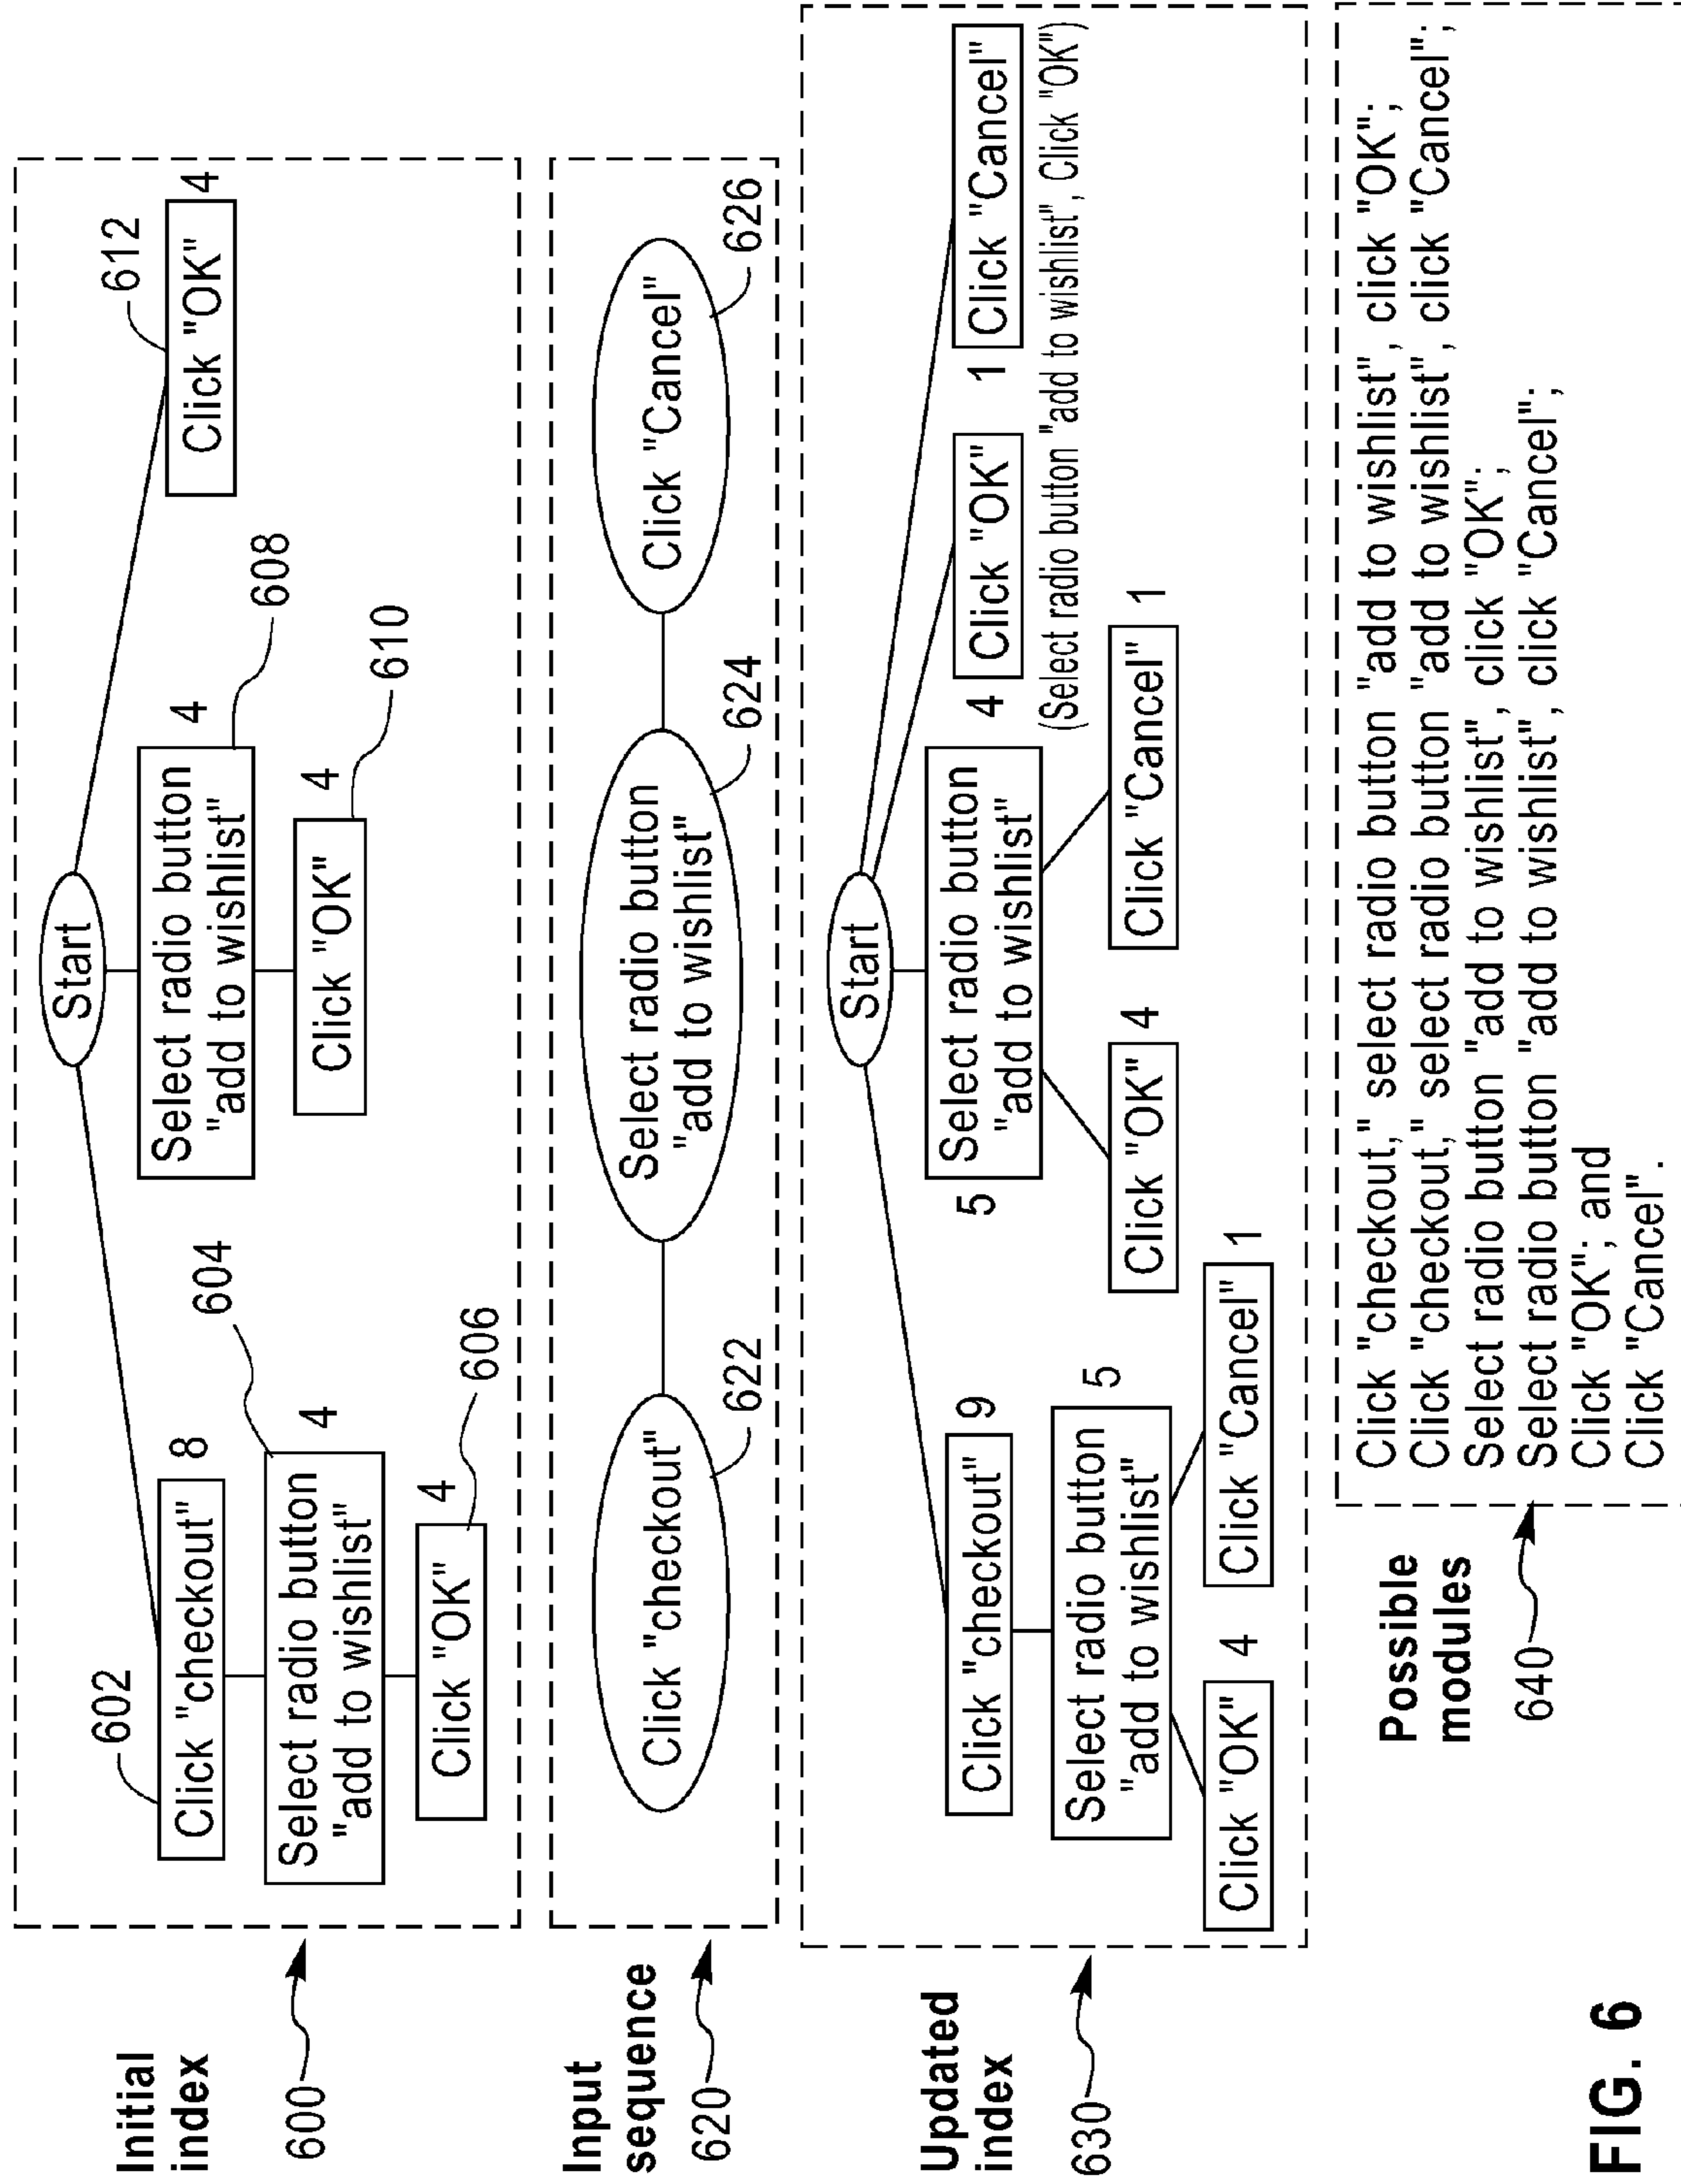 Initial
index
600
Start
602
Click "checkout" 8
604
Select radio button
"add to wishlist"
4
Click "OK"
4
606
Select radio button
"add to wishlist"
4
608
Click "OK"
4
610
612
Click "OK"
4
Input
sequence
620
Click "checkout"
622
Select radio button
"add to wishlist"
624
Click "Cancel"
626
Updated
index
630
Start
Click "checkout" 9
Select radio button
"add to wishlist"
5
Click "OK" 4
Click "Cancel" 1
5
Select radio button
"add to wishlist"
Click "OK" 4
Click "Cancel" 1
4 Click "OK"
1 Click "Cancel"
(Select radio button "add to wishlist", Click "OK")
Possible
modules
640
Click "checkout," select radio button "add to wishlist", click "OK";
Click "checkout," select radio button "add to wishlist", click "Cancel";
Select radio button "add to wishlist", click "OK";
Select radio button "add to wishlist", click "Cancel";
Click "OK"; and
Click "Cancel".
FIG. 6